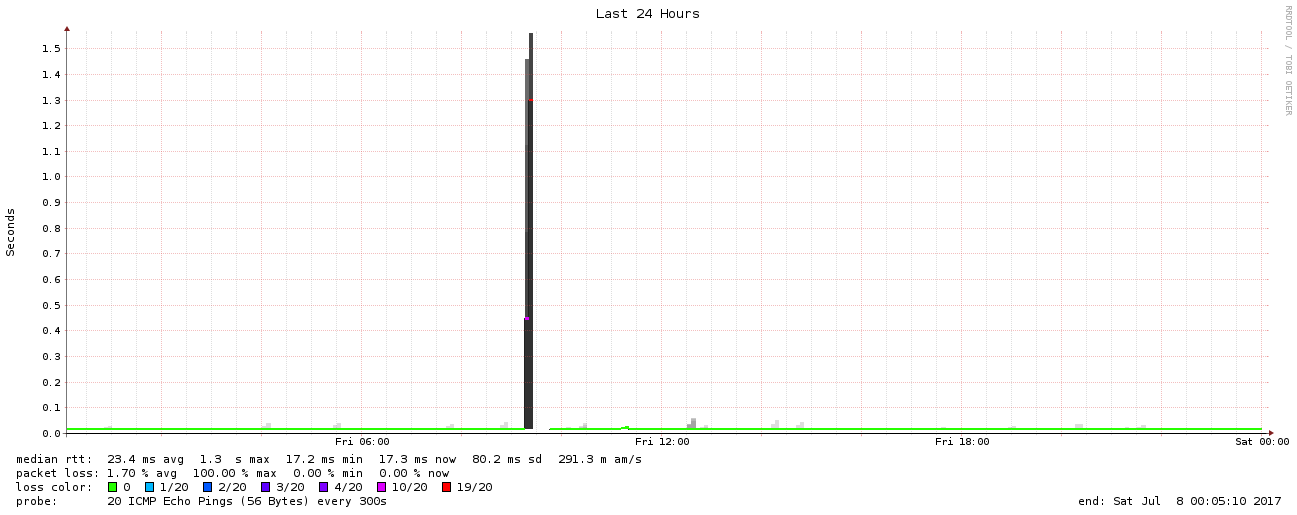 Last 24 Hours
RRDTOOL / TOBI OETIKER
Seconds
1.5
1.4
1.3
1.2
1.1
1.0
0.9
0.8
0.7
0.6
0.5
0.4
0.3
0.2
0.1
0.0
Fri 06:00 Fri 12:00 Fri 18:00 Sat 00:00
median rtt: 23.4 ms avg 1.3 s max 17.2 ms min 17.3 ms now 80.2 ms sd 291.3 m am/s
packet loss: 1.70 % avg 100.00 % max 0.00 % min 0.00 % now
loss color: 0 1/20 2/20 3/20 4/20 10/20 19/20
probe: 20 ICMP Echo Pings (56 Bytes) every 300s end: Sat Jul 8 00:05:10 2017